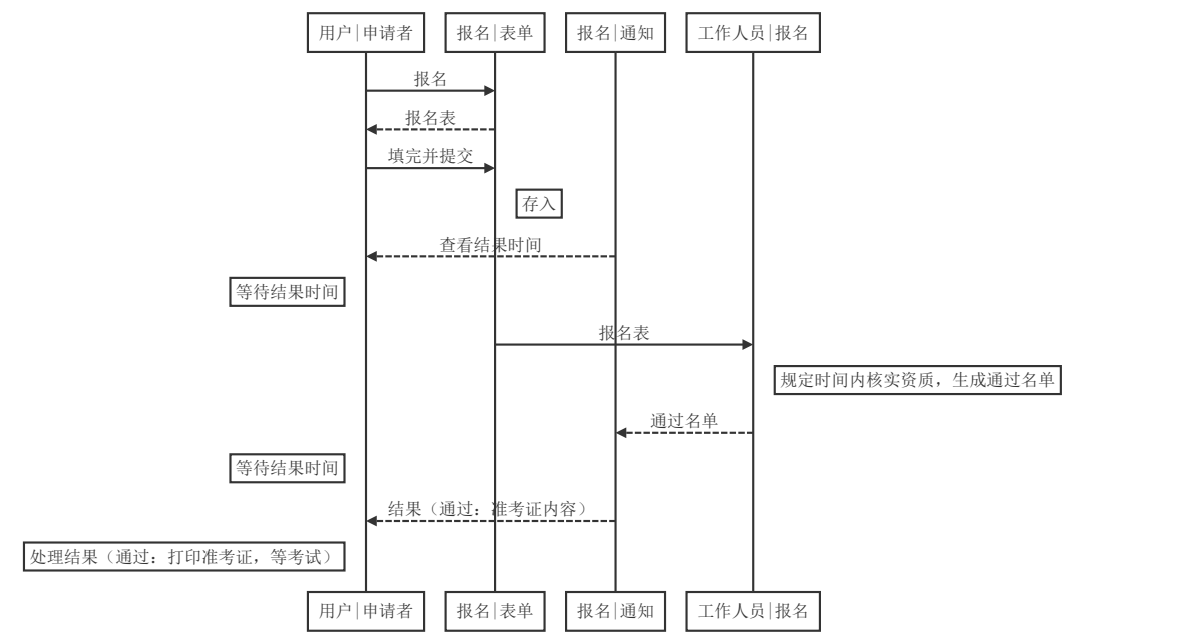 用户|申请者
报名|表单
报名|通知
工作人员|报名
报名
报名表
填完并提交
存入
查看结果时间
等待结果时间
报名表
规定时间内核实资质，生成通过名单
通过名单
等待结果时间
结果（通过：准考证内容）
处理结果（通过：打印准考证，等考试）
用户|申请者
报名|表单
报名|通知
工作人员|报名